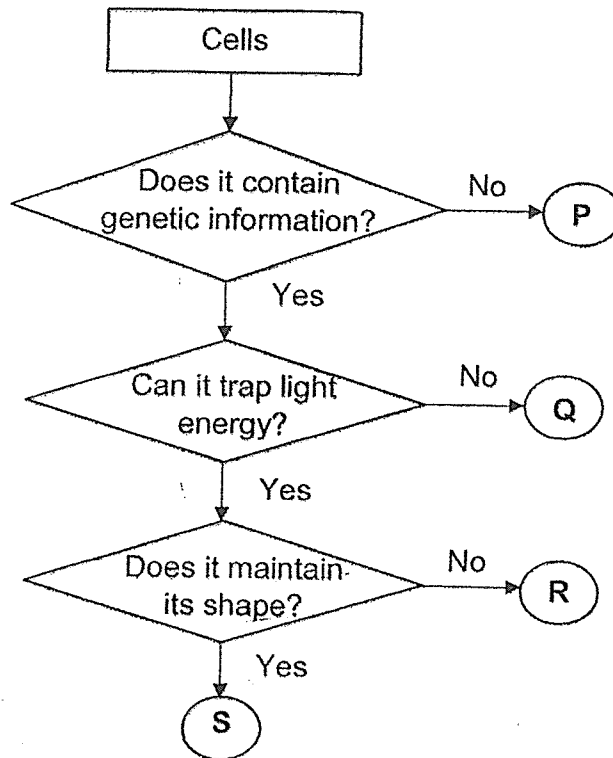 Cells
Does it contain
genetic information?
No
P
Yes
Can it trap light
energy?
No
Q
Yes
Does it maintain
its shape?
No
R
Yes
S